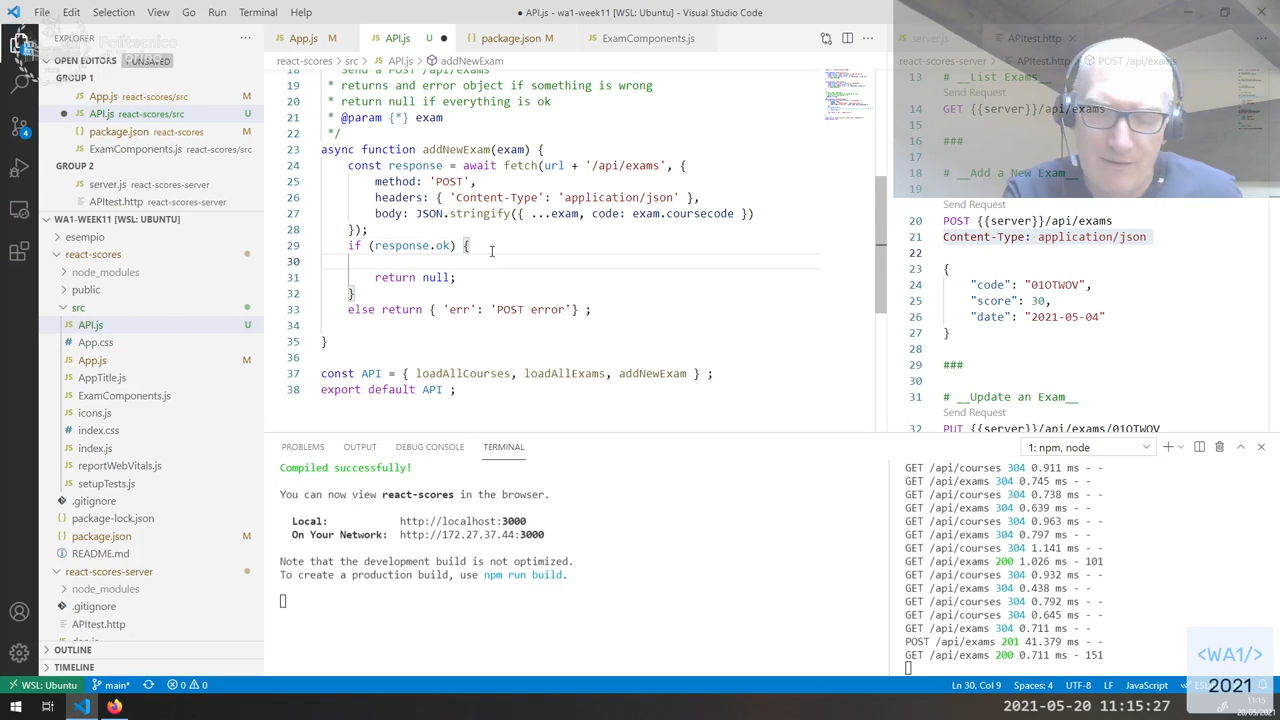 File Edit Selection View Go Run Terminal Help
● API.js - wa1-week11 [WSL: Ubuntu] - Visual Studio Code
EXPLORER
OPEN EDITORS
1 UNSAVED
GROUP 1
App.js react-scores/src M
API.js react-scores/src U
package.json react-scores M
ExamComponents.js react-scores/src
GROUP 2
server.js react-scores-server
APItest.http react-scores-server
WA1-WEEK11 [WSL: UBUNTU]
esempio
react-scores
node_modules
public
src
API.js U
App.css
App.js M
AppTitle.js
ExamComponents.js
icons.js
index.css
index.js
reportWebVitals.js
setupTests.js
.gitignore
package-lock.json
package.json M
README.md
react-scores-server
node_modules
.gitignore
APItest.http
OUTLINE
TIMELINE
App.js M
API.js U
package.json M
ExamComponents.js
react-scores > src > API.js > addNewExam
18 * Send a POST /api/exams
19 * returns and error object if something is wrong
20 * return null if everything is ok
21 * @param {*} exam
22 */
23 async function addNewExam(exam) {
24 const response = await fetch(url + '/api/exams', {
25 method: 'POST',
26 headers: { 'Content-Type': 'application/json' },
27 body: JSON.stringify({ ...exam, code: exam.coursecode })
28 });
29 if (response.ok) {
30
31 return null;
32 }
33 else return { 'err': 'POST error'} ;
34
35 }
36
37 const API = { loadAllCourses, loadAllExams, addNewExam } ;
38 export default API ;
server.js
APItest.http
react-scores-server > APItest.http > POST /api/exams
13 # __List Exams__
Send Request
14 GET {{server}}/api/exams
15
16 ###
17
18 # __Add a New Exam__
19
Send Request
20 POST {{server}}/api/exams
21 Content-Type: application/json
22
23 {
24 "code": "01OTWOV",
25 "score": 30,
26 "date": "2021-05-04"
27 }
28
29 ###
30
31 # __Update an Exam__
Send Request
32 PUT {{server}}/api/exams/01OTWOV
PROBLEMS OUTPUT DEBUG CONSOLE TERMINAL
1: npm, node
Compiled successfully!
You can now view react-scores in the browser.
Local: http://localhost:3000
On Your Network: http://172.27.37.44:3000
Note that the development build is not optimized.
To create a production build, use npm run build.
GET /api/courses 304 0.911 ms - -
GET /api/exams 304 0.745 ms - -
GET /api/courses 304 0.738 ms - -
GET /api/exams 304 0.639 ms - -
GET /api/courses 304 0.963 ms - -
GET /api/exams 304 0.797 ms - -
GET /api/courses 304 1.141 ms - -
GET /api/exams 200 1.026 ms - 101
GET /api/courses 304 0.932 ms - -
GET /api/exams 304 0.438 ms - -
GET /api/courses 304 0.792 ms - -
GET /api/courses 304 0.645 ms - -
GET /api/exams 304 0.711 ms - -
POST /api/exams 201 41.379 ms - -
GET /api/exams 200 0.711 ms - 151
<WA1/>
2021
WSL: Ubuntu main* 0 0
Ln 30, Col 9 Spaces: 4 UTF-8 LF JavaScript
2021-05-20 11:15:27
11:15
20/05/2021